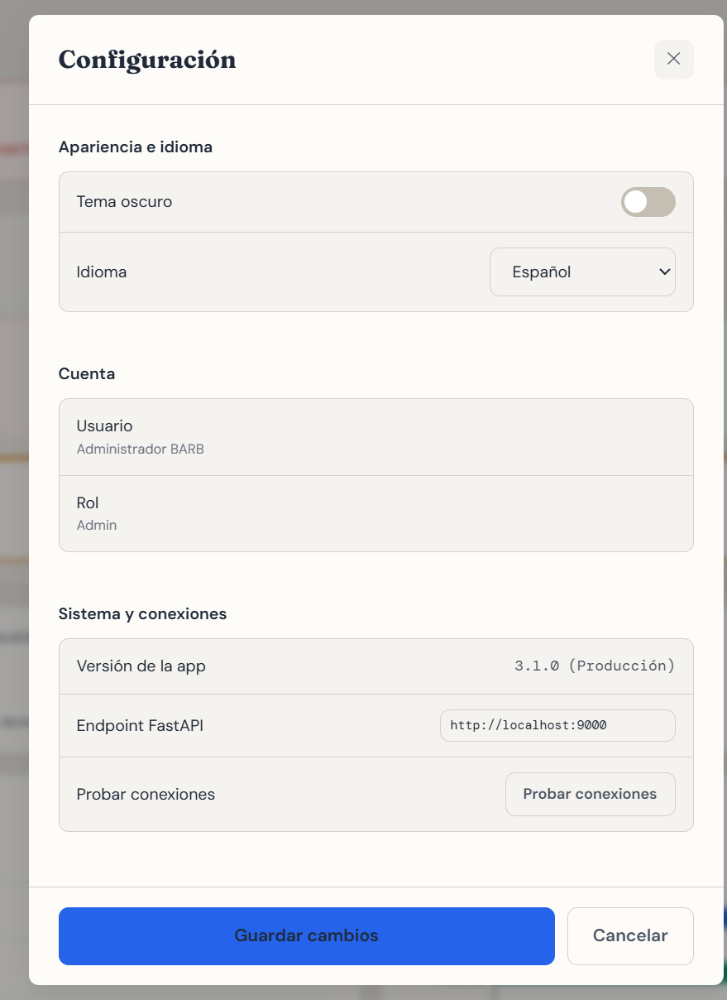 Configuración
Apariencia e idioma
Tema oscuro
Idioma
Español
Cuenta
Usuario
Administrador BARB
Rol
Admin
Sistema y conexiones
Versión de la app
3.1.0 (Producción)
Endpoint FastAPI
http://localhost:9000
Probar conexiones
Probar conexiones
Guardar cambios
Cancelar